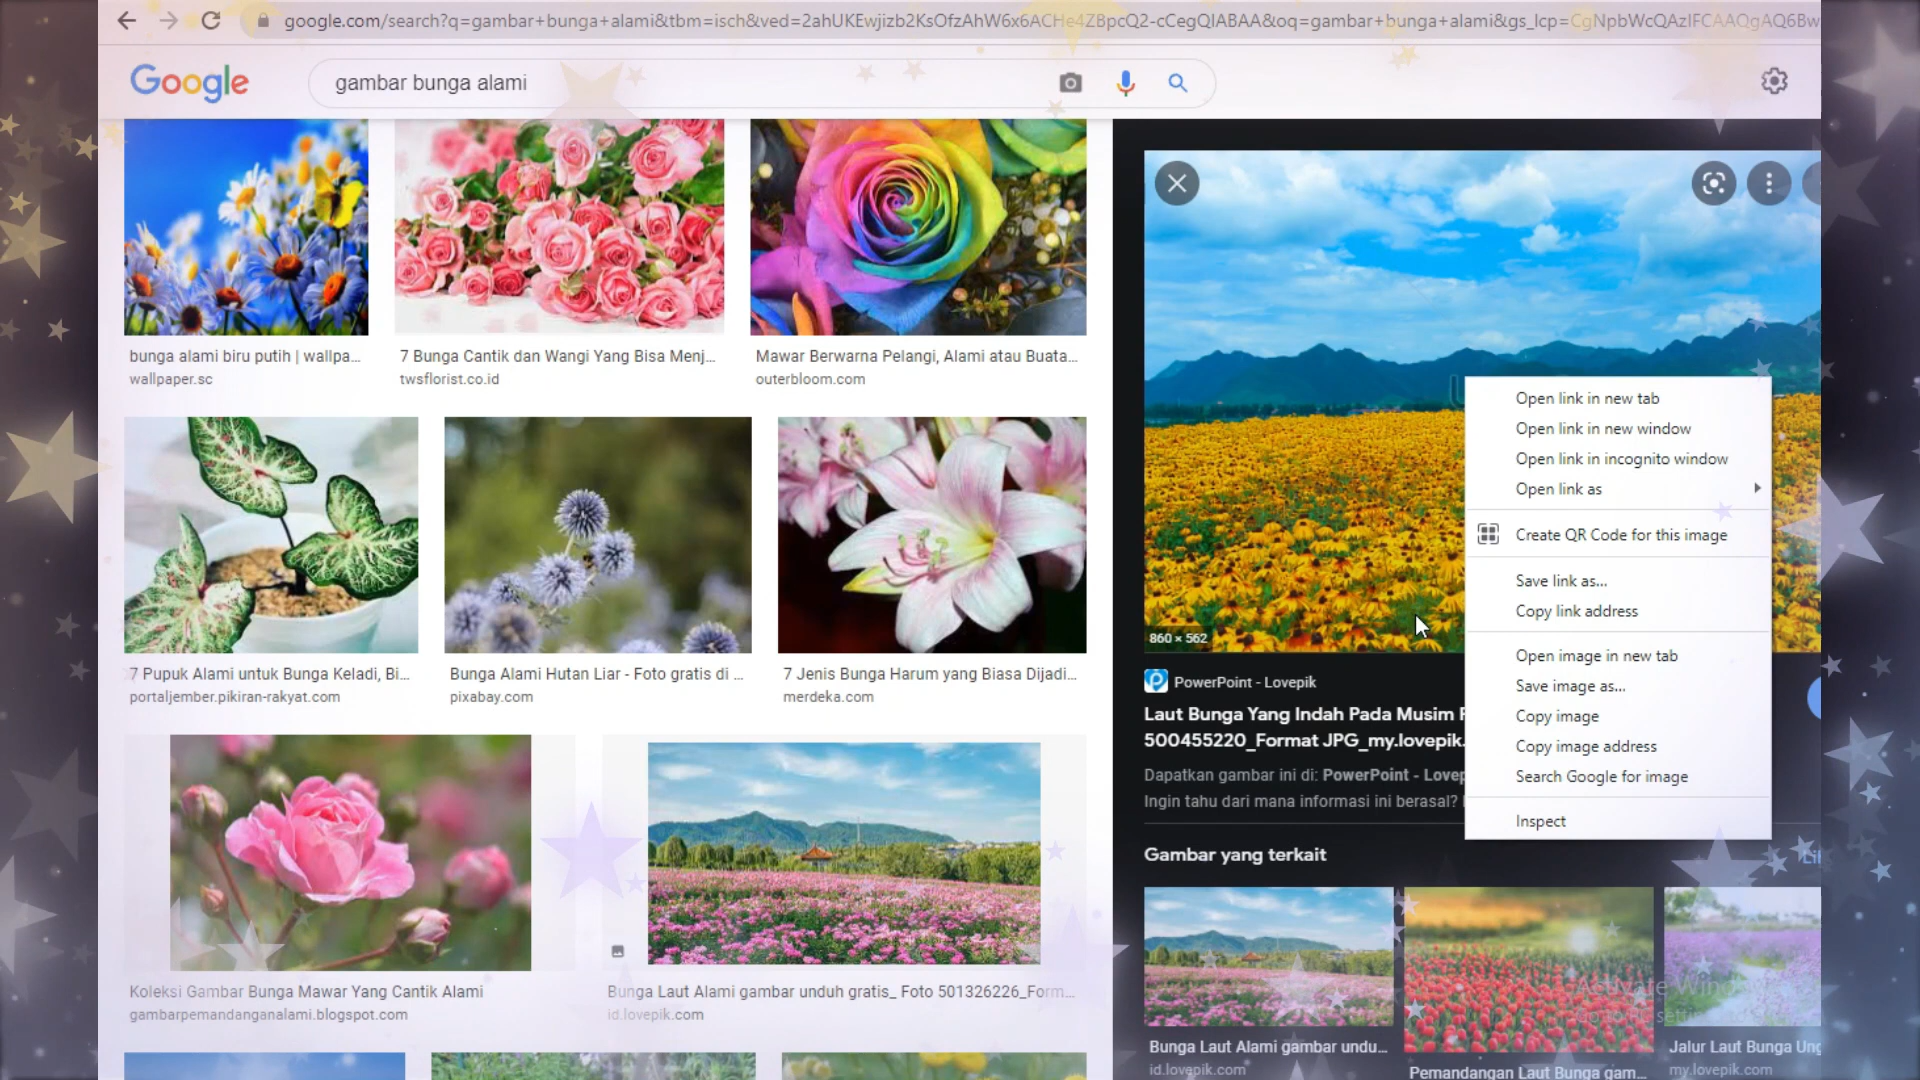 google.com/search?q=gambar+bunga+alami&tbm=isch&ved=2ahUKEwjizb2KsOfzAhW6x6ACHe4ZBpcQ2-cCegQIABAA&oq=gambar+bunga+alami&gs_lcp=CgNpbWcQAzIFCAAQgAQ6Bw
Google
gambar bunga alami
bunga alami biru putih | wallpa...
wallpaper.sc
7 Bunga Cantik dan Wangi Yang Bisa Menj...
twsflorist.co.id
Mawar Berwarna Pelangi, Alami atau Buata...
outerbloom.com
7 Pupuk Alami untuk Bunga Keladi, Bi...
portaljember.pikiran-rakyat.com
Bunga Alami Hutan Liar - Foto gratis di ...
pixabay.com
7 Jenis Bunga Harum yang Biasa Dijadi...
merdeka.com
Koleksi Gambar Bunga Mawar Yang Cantik Alami
gambarpemandanganalami.blogspot.com
Bunga Laut Alami gambar unduh gratis_ Foto 501326226_Form...
id.lovepik.com
860 × 562
PowerPoint - Lovepik
Laut Bunga Yang Indah Pada Musim
500455220_Format JPG_my.lovepik.
Dapatkan gambar ini di: PowerPoint - Lovep
Ingin tahu dari mana informasi ini berasal?
Open link in new tab
Open link in new window
Open link in incognito window
Open link as
Create QR Code for this image
Save link as...
Copy link address
Open image in new tab
Save image as...
Copy image
Copy image address
Search Google for image
Inspect
Gambar yang terkait
Activate Windows
Bunga Laut Alami gambar undu...
id.lovepik.com
Pemandangan Laut Bunga gam...
Jalur Laut Bunga Ung
my.lovepik.com